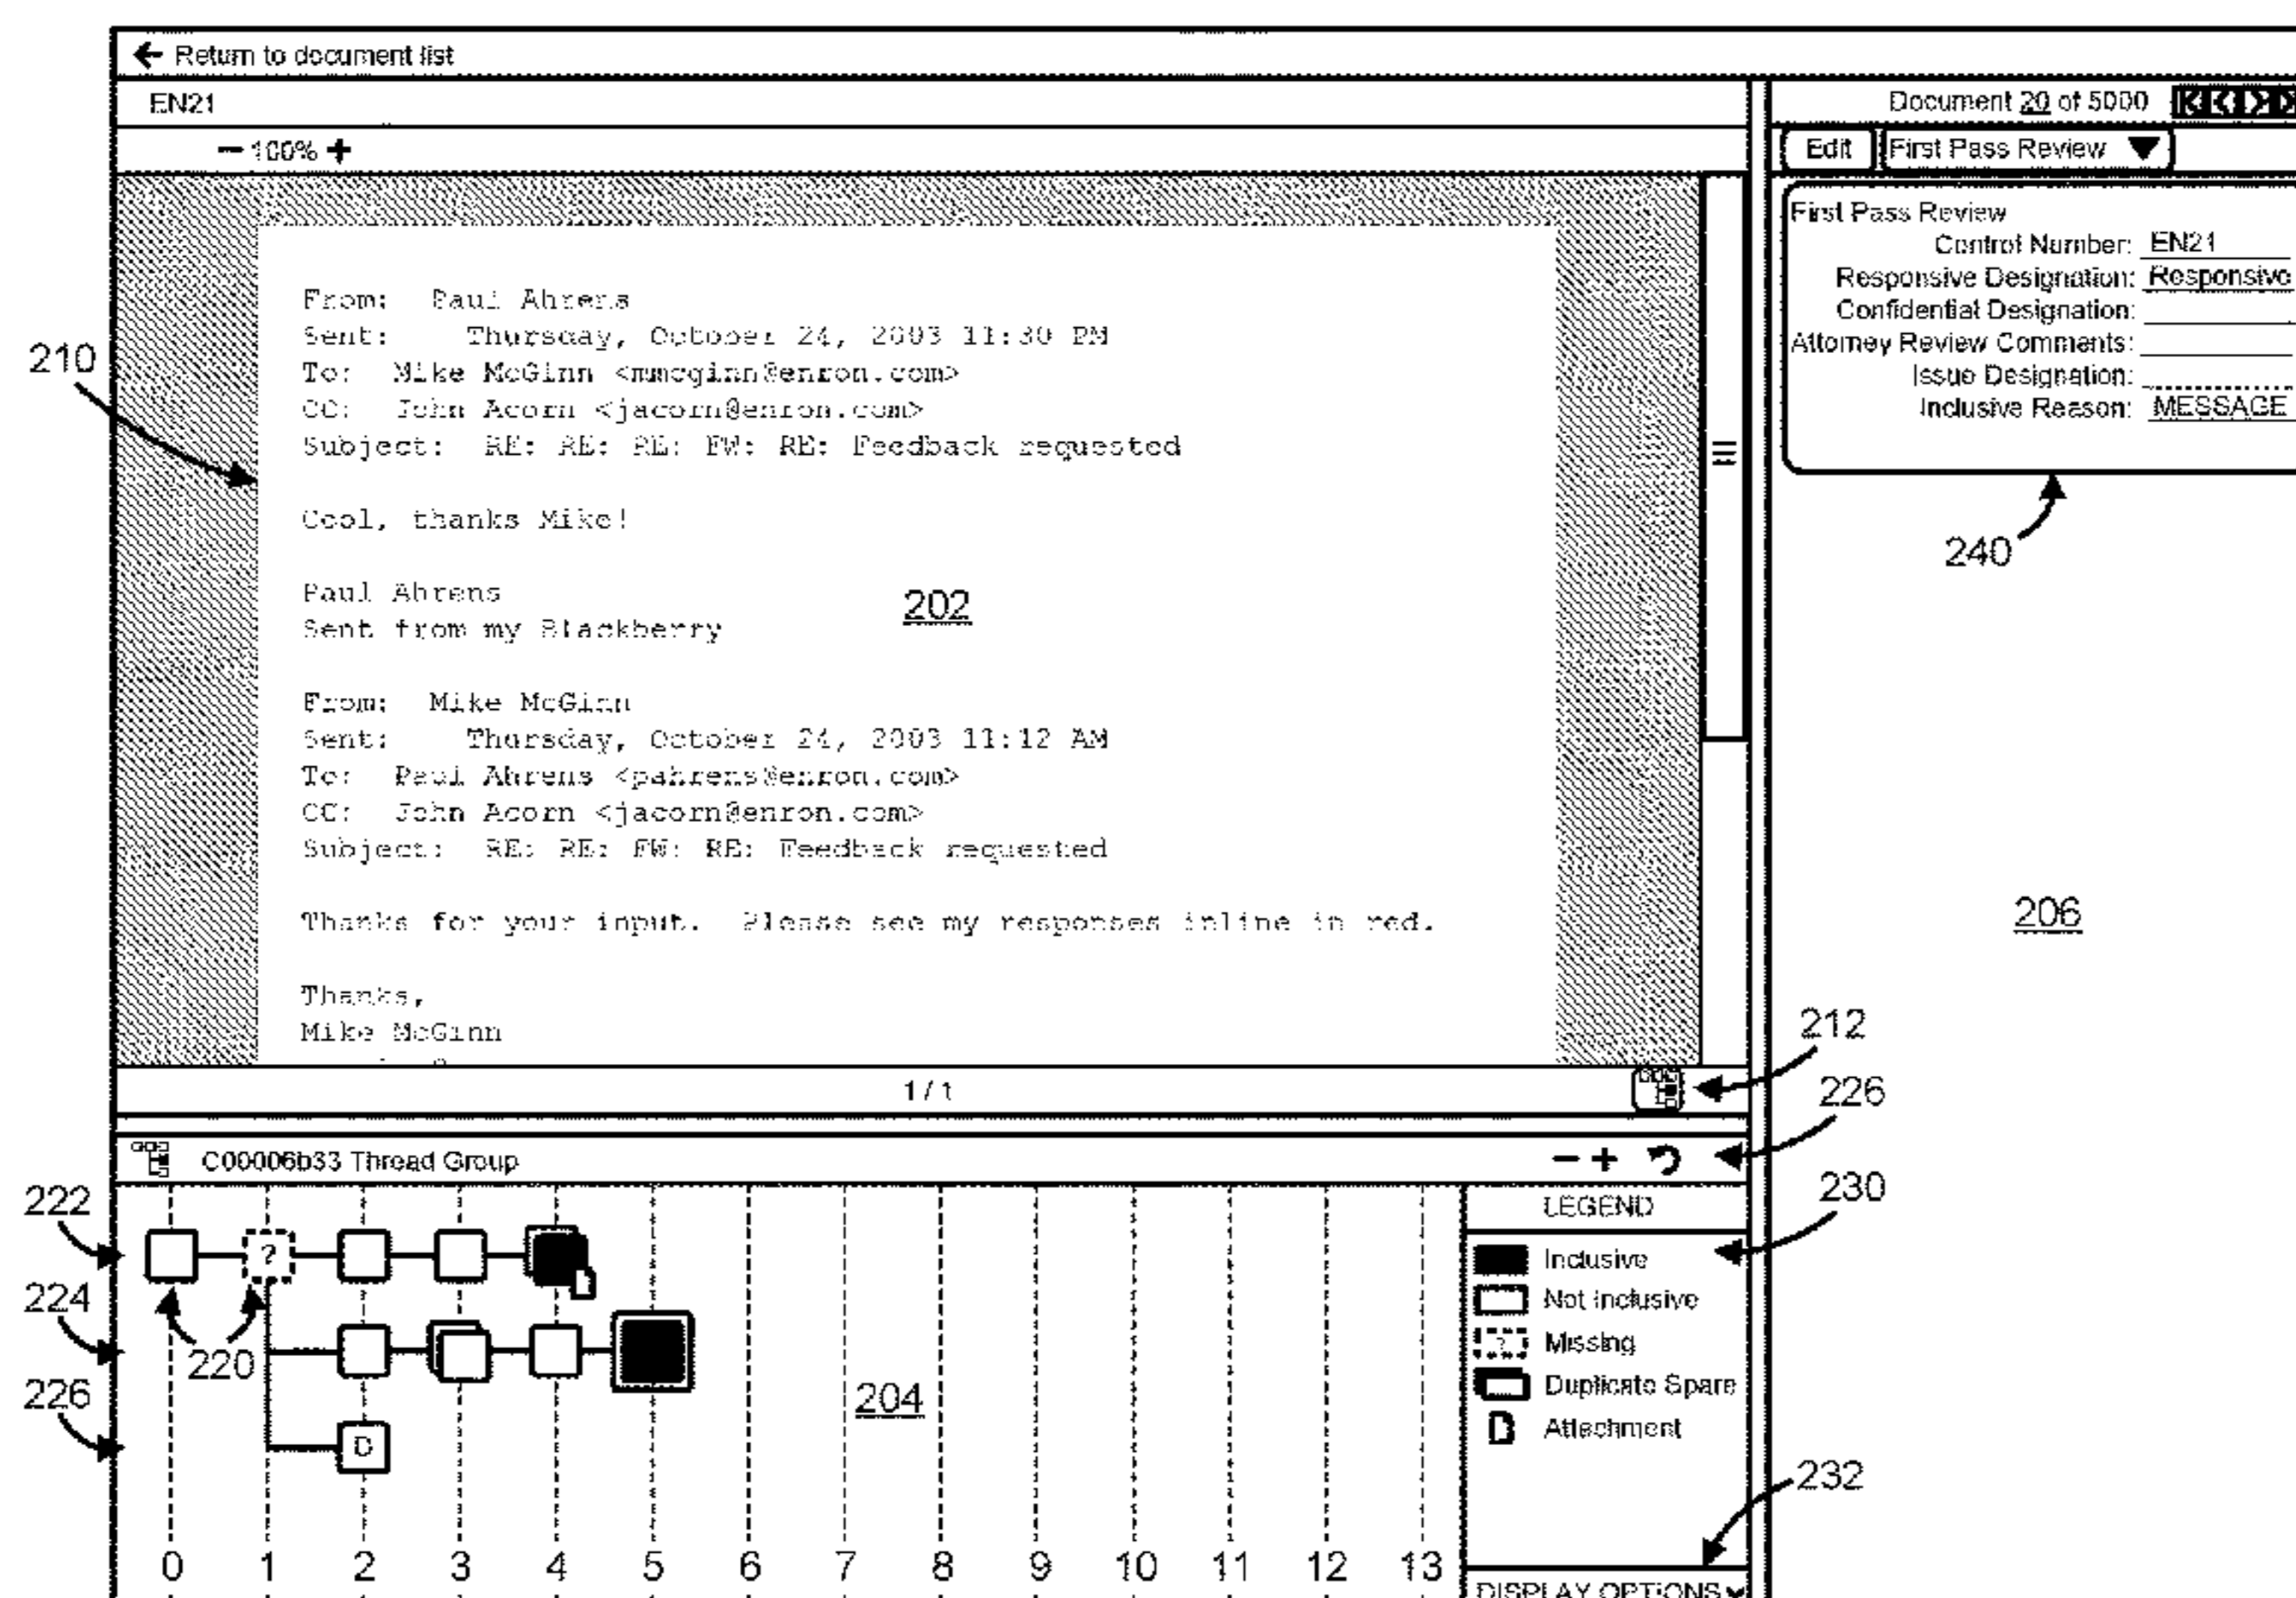 Return to document list
EN21
Document 20 of 5000
100%
Edit
First Pass Review
First Pass Review
Control Number: EN21
Responsive Designation: Responsive
Confidential Designation:
Attorney Review Comments:
Issue Designation:
Inclusive Reason: MESSAGE
240
210
From: Paul Ahrens
Sent: Thursday, October 24, 2003 11:30 PM
To: Mike McGinn <mmcginn@enron.com>
CC: John Acorn <jacorn@enron.com>
Subject: RE: RE: RE: FW: RE: Feedback requested
Cool, thanks Mike!
Paul Ahrens
Sent from my Blackberry
202
From: Mike McGinn
Sent: Thursday, October 24, 2003 11:12 AM
To: Paul Ahrens <pahrens@enron.com>
CC: John Acorn <jacorn@enron.com>
Subject: RE: RE: FW: RE: Feedback requested
Thanks for your input. Please see my responses inline in red.
Thanks,
Mike McGinn
206
1 / 1
212
226
C00006b33 Thread Group
- +
230
222
224
226
?
220
D
204
LEGEND
Inclusive
Not Inclusive
? Missing
Duplicate Spare
Attachment
232
0 1 2 3 4 5 6 7 8 9 10 11 12 13
DISPLAY OPTIONS